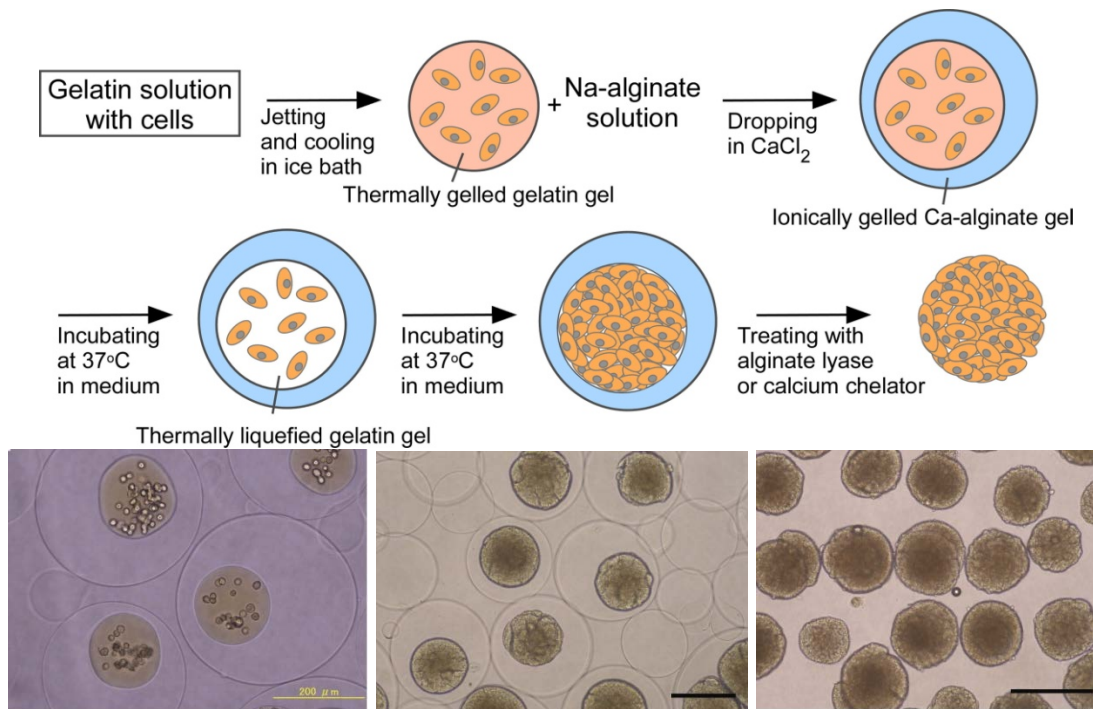 Gelatin solution
with cells
Jetting
and cooling
in ice bath
Thermally gelled gelatin gel
+
Na-alginate
solution
Dropping
in CaCl2
Ionically gelled Ca-alginate gel
Incubating
at 37oC
in medium
Thermally liquefied gelatin gel
Incubating
at 37oC
in medium
Treating with
alginate lyase
or calcium chelator
200 μm